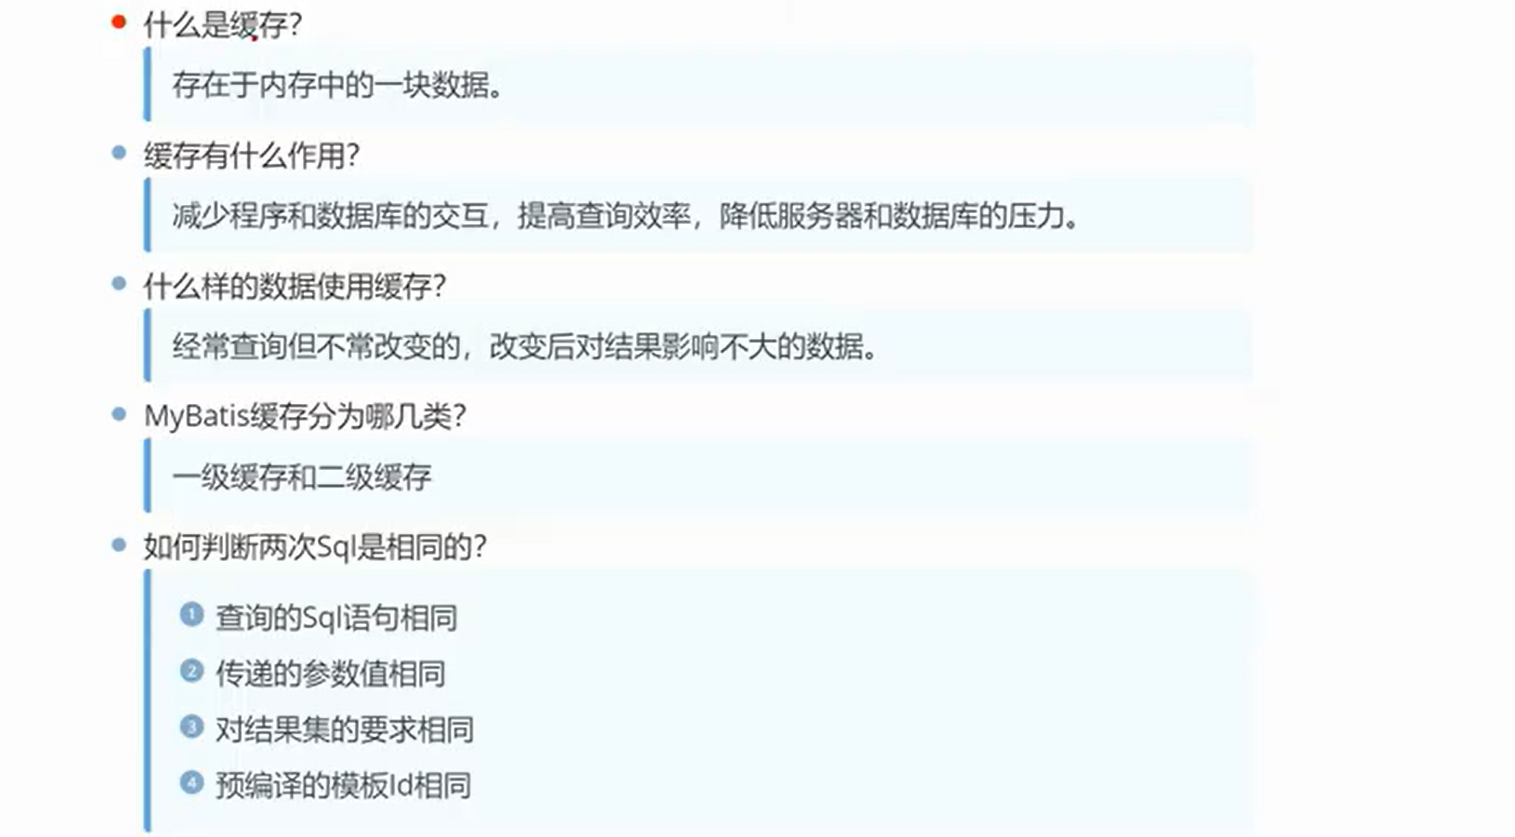 什么是缓存?
存在于内存中的一块数据。
缓存有什么作用?
减少程序和数据库的交互，提高查询效率，降低服务器和数据库的压力。
什么样的数据使用缓存?
经常查询但不常改变的，改变后对结果影响不大的数据。
MyBatis缓存分为哪几类?
一级缓存和二级缓存
如何判断两次Sql是相同的?
1 查询的Sql语句相同
2 传递的参数值相同
3 对结果集的要求相同
4 预编译的模板Id相同